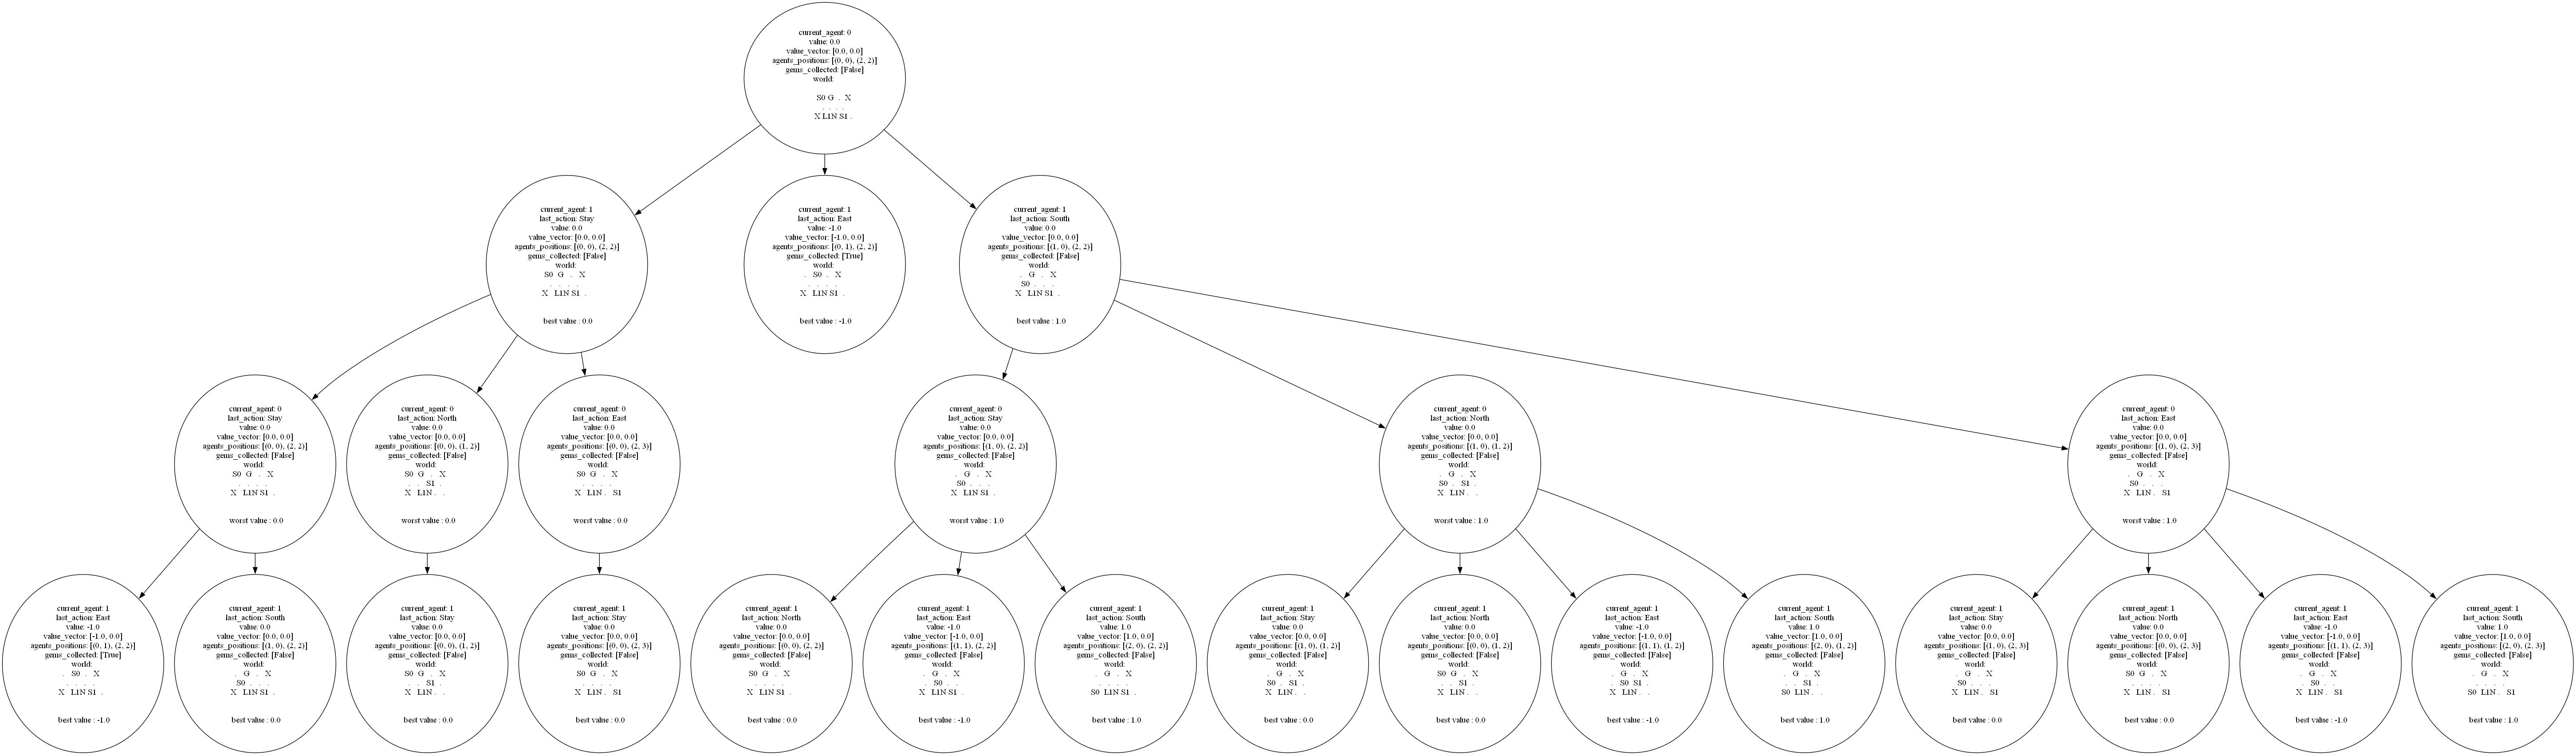 current_agent: 0
value: 0.0
value_vector: [0.0, 0.0]
agents_positions: [(0, 0), (2, 2)]
gems_collected: [False]
world:
S0 G . X
. . . .
X L1N S1 .
current_agent: 1
last_action: Stay
value: 0.0
value_vector: [0.0, 0.0]
agents_positions: [(0, 0), (2, 2)]
gems_collected: [False]
world:
S0 G . X
. . . .
X L1N S1 .
best value : 0.0
current_agent: 1
last_action: East
value: -1.0
value_vector: [-1.0, 0.0]
agents_positions: [(0, 1), (2, 2)]
gems_collected: [True]
world:
. S0 . X
. . . .
X L1N S1 .
best value : -1.0
current_agent: 1
last_action: South
value: 0.0
value_vector: [0.0, 0.0]
agents_positions: [(1, 0), (2, 2)]
gems_collected: [False]
world:
. G . X
S0 . . .
X L1N S1 .
best value : 1.0
current_agent: 0
last_action: Stay
value: 0.0
value_vector: [0.0, 0.0]
agents_positions: [(0, 0), (2, 2)]
gems_collected: [False]
world:
S0 G . X
. . . .
X L1N S1 .
worst value : 0.0
current_agent: 0
last_action: North
value: 0.0
value_vector: [0.0, 0.0]
agents_positions: [(0, 0), (1, 2)]
gems_collected: [False]
world:
S0 G . X
. . S1 .
X L1N . .
worst value : 0.0
current_agent: 0
last_action: East
value: 0.0
value_vector: [0.0, 0.0]
agents_positions: [(0, 0), (2, 3)]
gems_collected: [False]
world:
S0 G . X
. . . .
X L1N . S1
worst value : 0.0
current_agent: 0
last_action: Stay
value: 0.0
value_vector: [0.0, 0.0]
agents_positions: [(1, 0), (2, 2)]
gems_collected: [False]
world:
. G . X
S0 . . .
X L1N S1 .
worst value : 1.0
current_agent: 0
last_action: North
value: 0.0
value_vector: [0.0, 0.0]
agents_positions: [(1, 0), (1, 2)]
gems_collected: [False]
world:
. G . X
S0 . S1 .
X L1N . .
worst value : 1.0
current_agent: 0
last_action: East
value: 0.0
value_vector: [0.0, 0.0]
agents_positions: [(1, 0), (2, 3)]
gems_collected: [False]
world:
. G . X
S0 . . .
X L1N . S1
worst value : 1.0
current_agent: 1
last_action: East
value: -1.0
value_vector: [-1.0, 0.0]
agents_positions: [(0, 1), (2, 2)]
gems_collected: [True]
world:
. S0 . X
. . . .
X L1N S1 .
best value : -1.0
current_agent: 1
last_action: South
value: 0.0
value_vector: [0.0, 0.0]
agents_positions: [(1, 0), (2, 2)]
gems_collected: [False]
world:
. G . X
S0 . . .
X L1N S1 .
best value : 0.0
current_agent: 1
last_action: Stay
value: 0.0
value_vector: [0.0, 0.0]
agents_positions: [(0, 0), (1, 2)]
gems_collected: [False]
world:
S0 G . X
. . S1 .
X L1N . .
best value : 0.0
current_agent: 1
last_action: Stay
value: 0.0
value_vector: [0.0, 0.0]
agents_positions: [(0, 0), (2, 3)]
gems_collected: [False]
world:
S0 G . X
. . . .
X L1N . S1
best value : 0.0
current_agent: 1
last_action: North
value: 0.0
value_vector: [0.0, 0.0]
agents_positions: [(0, 0), (2, 2)]
gems_collected: [False]
world:
S0 G . X
. . . .
X L1N S1 .
best value : 0.0
current_agent: 1
last_action: East
value: -1.0
value_vector: [-1.0, 0.0]
agents_positions: [(1, 1), (2, 2)]
gems_collected: [False]
world:
. G . X
. S0 . .
X L1N S1 .
best value : -1.0
current_agent: 1
last_action: South
value: 1.0
value_vector: [1.0, 0.0]
agents_positions: [(2, 0), (2, 2)]
gems_collected: [False]
world:
. G . X
. . . .
S0 L1N S1 .
best value : 1.0
current_agent: 1
last_action: Stay
value: 0.0
value_vector: [0.0, 0.0]
agents_positions: [(1, 0), (1, 2)]
gems_collected: [False]
world:
. G . X
S0 . S1 .
X L1N . .
best value : 0.0
current_agent: 1
last_action: North
value: 0.0
value_vector: [0.0, 0.0]
agents_positions: [(0, 0), (1, 2)]
gems_collected: [False]
world:
S0 G . X
. . S1 .
X L1N . .
best value : 0.0
current_agent: 1
last_action: East
value: -1.0
value_vector: [-1.0, 0.0]
agents_positions: [(1, 1), (1, 2)]
gems_collected: [False]
world:
. G . X
. S0 S1 .
X L1N . .
best value : -1.0
current_agent: 1
last_action: South
value: 1.0
value_vector: [1.0, 0.0]
agents_positions: [(2, 0), (1, 2)]
gems_collected: [False]
world:
. G . X
. . S1 .
S0 L1N . .
best value : 1.0
current_agent: 1
last_action: Stay
value: 0.0
value_vector: [0.0, 0.0]
agents_positions: [(1, 0), (2, 3)]
gems_collected: [False]
world:
. G . X
S0 . . .
X L1N . S1
best value : 0.0
current_agent: 1
last_action: North
value: 0.0
value_vector: [0.0, 0.0]
agents_positions: [(0, 0), (2, 3)]
gems_collected: [False]
world:
S0 G . X
. . . .
X L1N . S1
best value : 0.0
current_agent: 1
last_action: East
value: -1.0
value_vector: [-1.0, 0.0]
agents_positions: [(1, 1), (2, 3)]
gems_collected: [False]
world:
. G . X
. S0 . .
X L1N . S1
best value : -1.0
current_agent: 1
last_action: South
value: 1.0
value_vector: [1.0, 0.0]
agents_positions: [(2, 0), (2, 3)]
gems_collected: [False]
world:
. G . X
. . . .
S0 L1N . S1
best value : 1.0